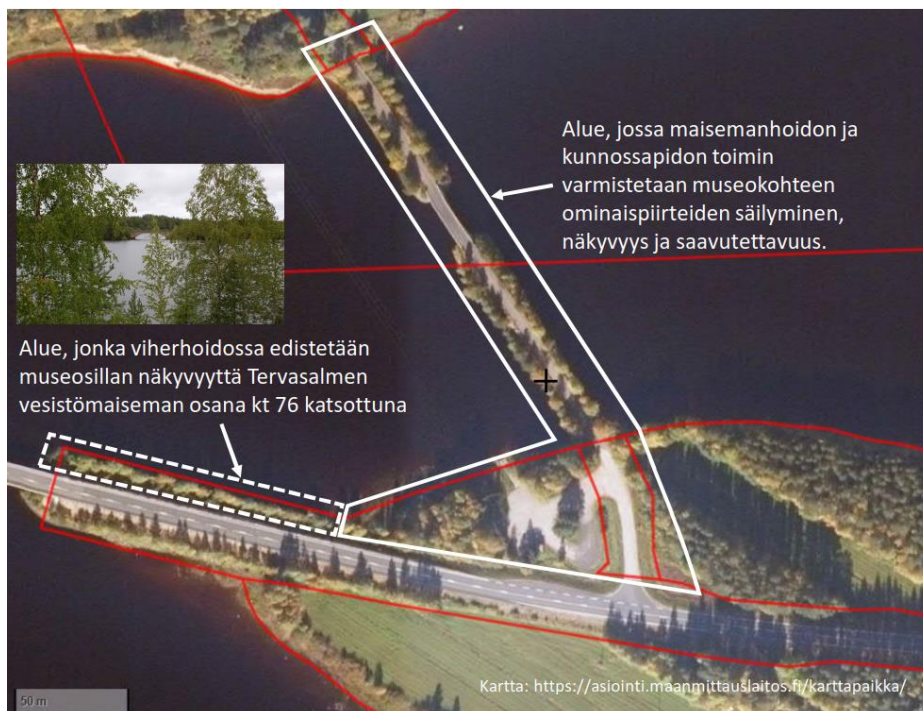 Alue, jossa maisemanhoidon ja
kunnossapidon toimin
varmistetaan museokohteen
ominaispiirteiden säilyminen,
näkyvyys ja saavutettavuus.
Alue, jonka viherhoidossa edistetään
museosillan näkyvyyttä Tervasalmen
vesistömaiseman osana kt 76 katsottuna
Kartta: https://asiointi.maanmittauslaitos.fi/karttapaikka/
50 m